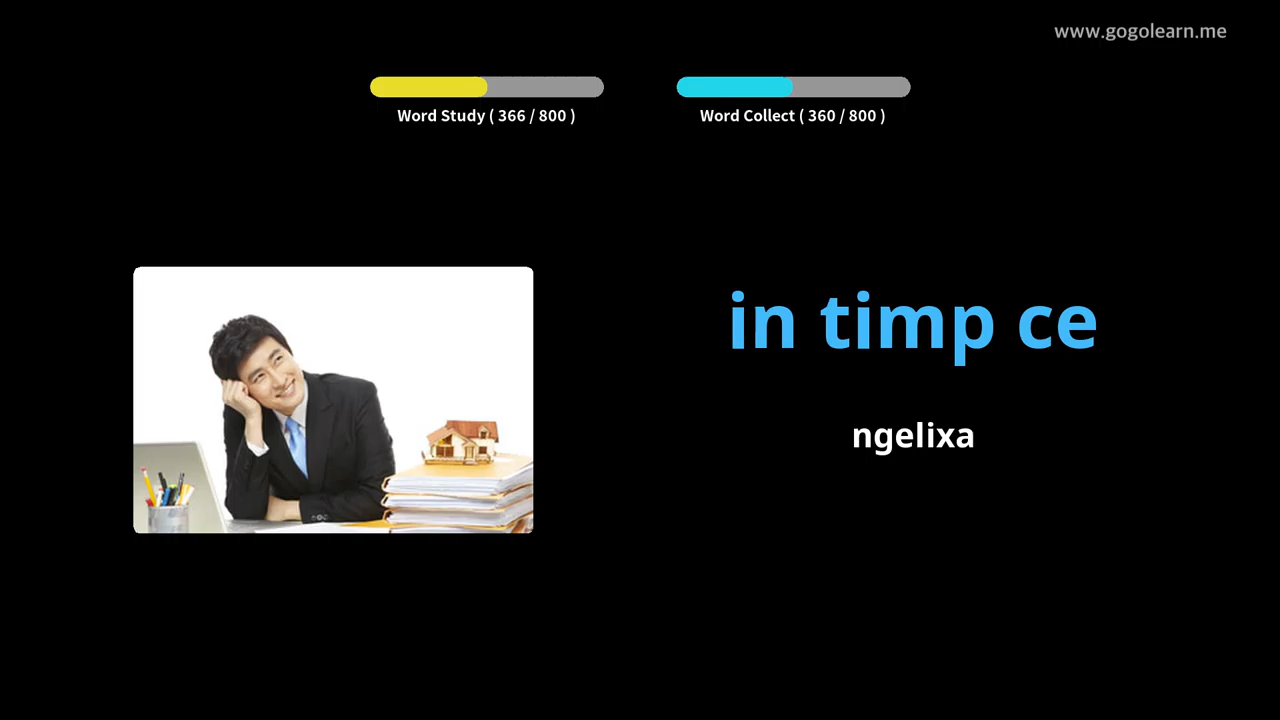 www.gogolearn.me
Word Study ( 366 / 800 )
Word Collect ( 360 / 800 )
in timp ce
ngelixa